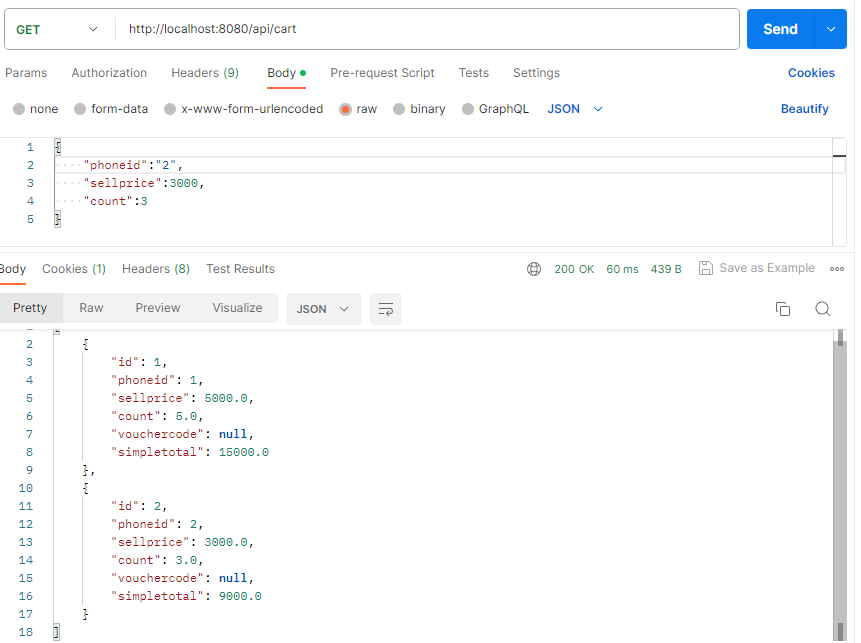 GET http://localhost:8080/api/cart Send
Params Authorization Headers (9) Body Pre-request Script Tests Settings Cookies
none form-data x-www-form-urlencoded raw binary GraphQL JSON Beautify
1 {
2 ····"phoneid":"2",
3 ····"sellprice":3000,
4 ····"count":3
5 }
Body Cookies (1) Headers (8) Test Results 200 OK 60 ms 439 B Save as Example
Pretty Raw Preview Visualize JSON
2 {
3 "id": 1,
4 "phoneid": 1,
5 "sellprice": 5000.0,
6 "count": 5.0,
7 "vouchercode": null,
8 "simpletotal": 15000.0
9 },
10 {
11 "id": 2,
12 "phoneid": 2,
13 "sellprice": 3000.0,
14 "count": 3.0,
15 "vouchercode": null,
16 "simpletotal": 9000.0
17 }
18 ]